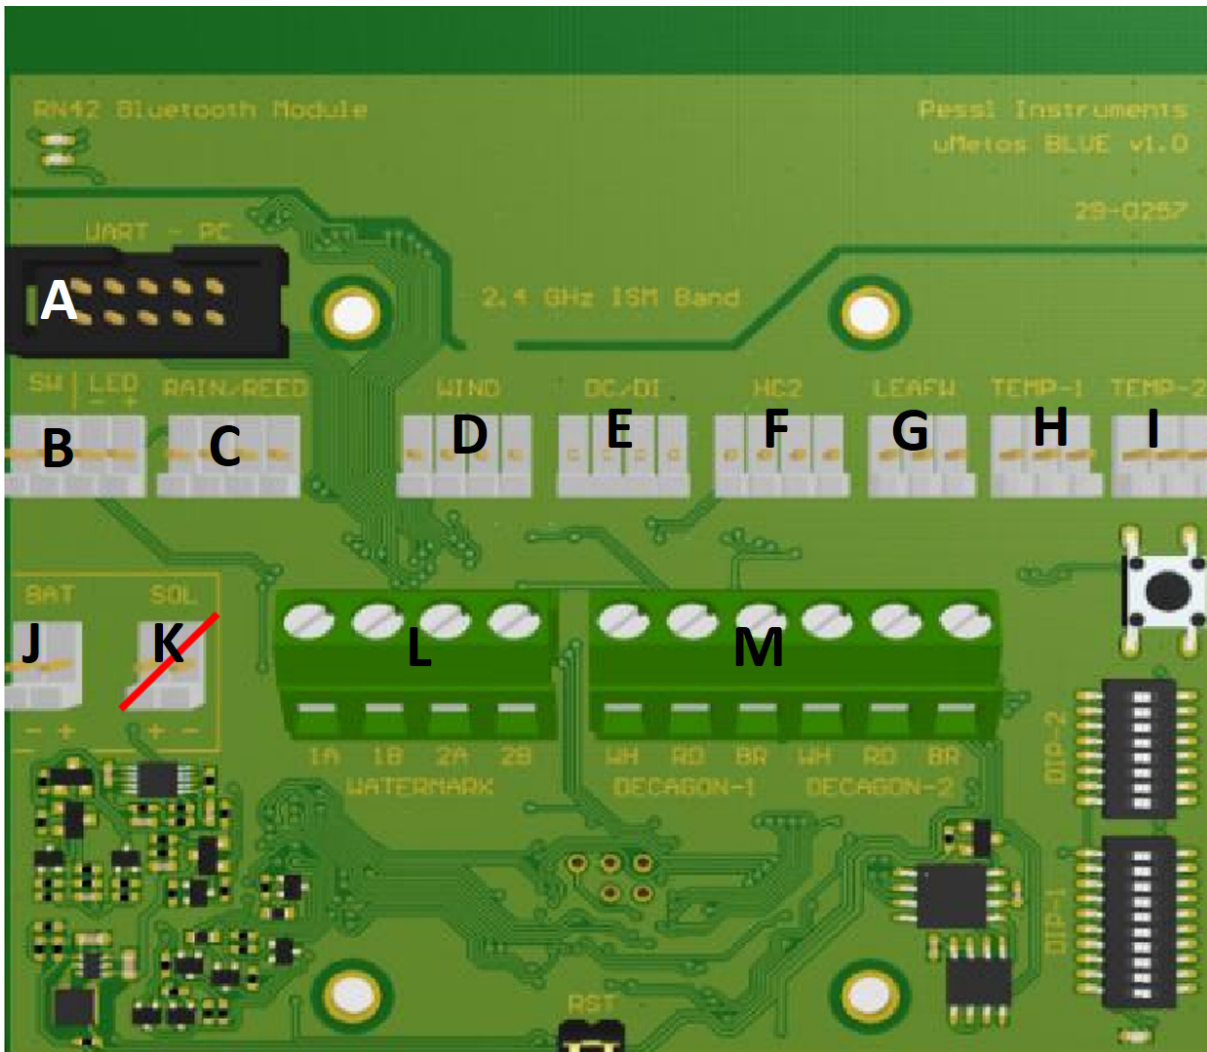 RN42 Bluetooth Module
Pessl Instruments
uMetos BLUE v1.0
29-0257
UART - PC
A
2.4 GHz ISM Band
SW | LED
- +
RAIN/REED
WIND
DC/DI
HC2
LEAFW
TEMP-1
TEMP-2
B
C
D
E
F
G
H
I
BAT
SOL
J
K
L
M
- +
+ -
1A 1B 2A 2B
WH RD BR WH RD BR
WATERMARK
DECAGON-1
DECAGON-2
DIP-2
DIP-1
RST